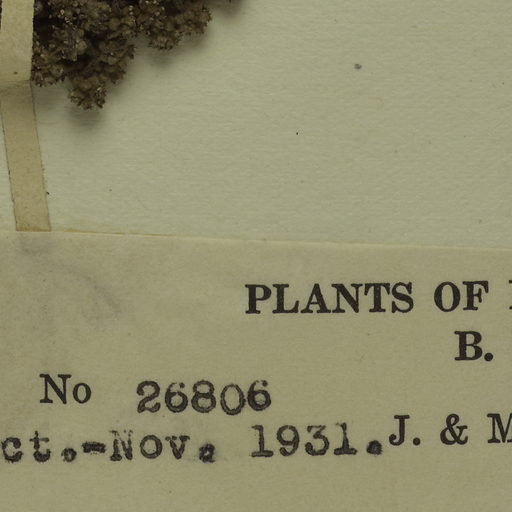 PLANTS OF
B.
No 26806
ct.-Nov. 1931. J. & M